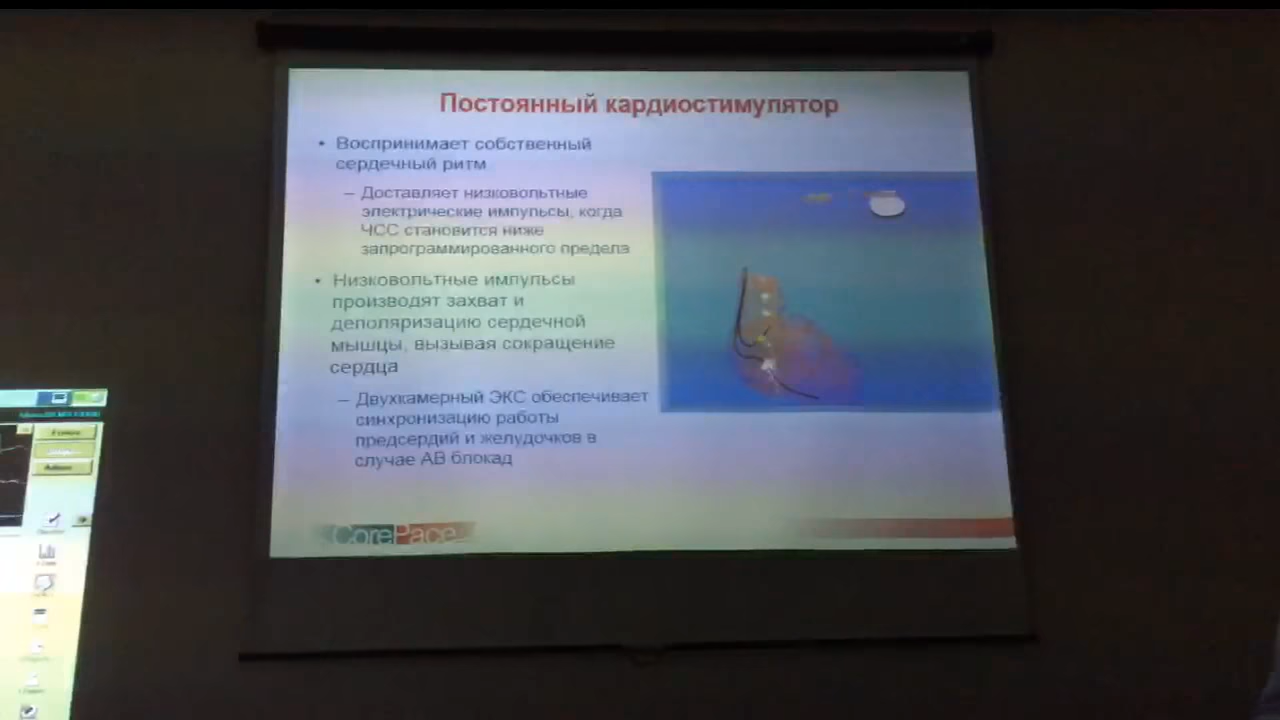 Постоянный кардиостимулятор
• Воспринимает собственный
сердечный ритм
– Доставляет низковольтные
электрические импульсы, когда
ЧСС становится ниже
запрограммированного предела
• Низковольтные импульсы
производят захват и
деполяризацию сердечной
мышцы, вызывая сокращение
сердца
– Двухкамерный ЭКС обеспечивает
синхронизацию работы
предсердий и желудочков в
случае АВ блокад
CorePace